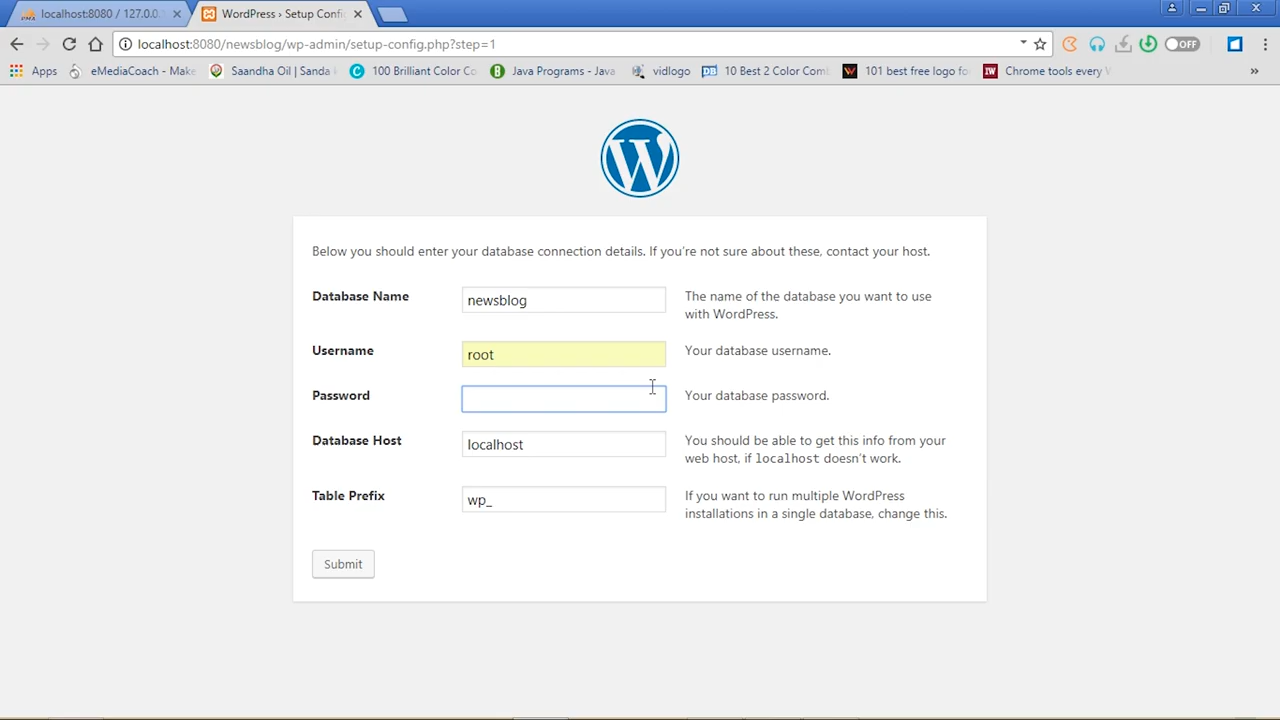 localhost:8080 / 127.0.0.
WordPress › Setup Confi
localhost:8080/newsblog/wp-admin/setup-config.php?step=1
OFF
Apps
eMediaCoach - Make
Saandha Oil | Sanda
100 Brilliant Color Co
Java Programs - Java
vidlogo
10 Best 2 Color Comb
101 best free logo fo
Chrome tools every
»
Below you should enter your database connection details. If you’re not sure about these, contact your host.
Database Name
newsblog
The name of the database you want to use
with WordPress.
Username
root
Your database username.
Password
Your database password.
Database Host
localhost
You should be able to get this info from your
web host, if localhost doesn’t work.
Table Prefix
wp_
If you want to run multiple WordPress
installations in a single database, change this.
Submit